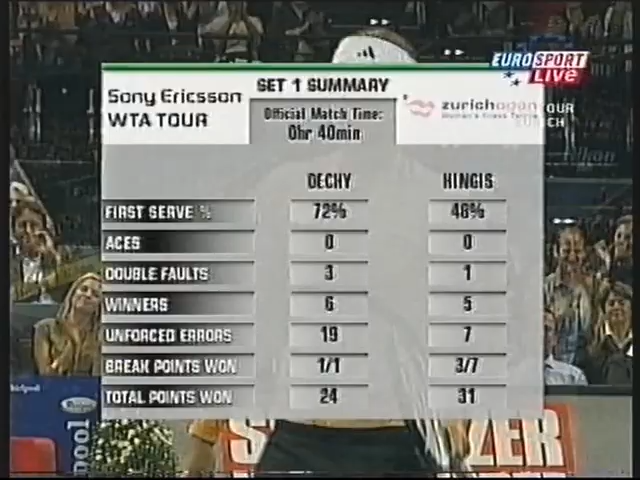 EUROSPORT
LIVE
SET 1 SUMMARY
Sony Ericsson
WTA TOUR
Official Match Time:
0hr 40min
zurichopen
DECHY HINGIS
FIRST SERVE % 72% 48%
ACES 0 0
DOUBLE FAULTS 3 1
WINNERS 6 5
UNFORCED ERRORS 19 7
BREAK POINTS WON 1/1 3/7
TOTAL POINTS WON 24 31